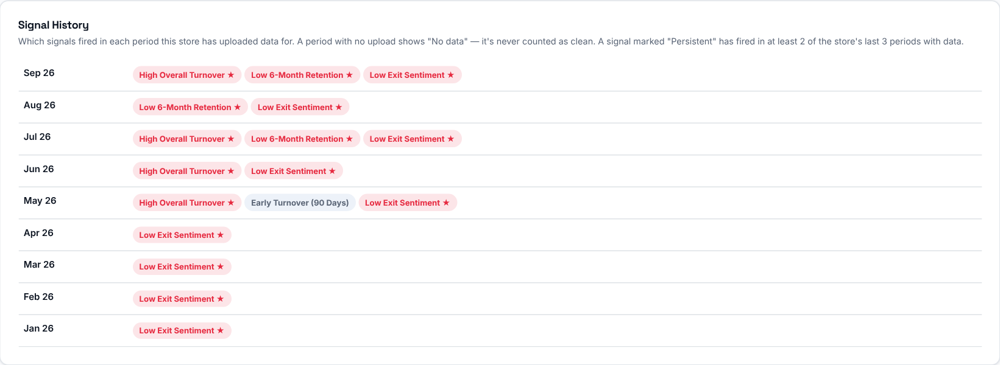 Signal History
Which signals fired in each period this store has uploaded data for. A period with no upload shows "No data" — it's never counted as clean. A signal marked "Persistent" has fired in at least 2 of the store's last 3 periods with data.
Sep 26 High Overall Turnover ★ Low 6-Month Retention ★ Low Exit Sentiment ★
Aug 26 Low 6-Month Retention ★ Low Exit Sentiment ★
Jul 26 High Overall Turnover ★ Low 6-Month Retention ★ Low Exit Sentiment ★
Jun 26 High Overall Turnover ★ Low Exit Sentiment ★
May 26 High Overall Turnover ★ Early Turnover (90 Days) Low Exit Sentiment ★
Apr 26 Low Exit Sentiment ★
Mar 26 Low Exit Sentiment ★
Feb 26 Low Exit Sentiment ★
Jan 26 Low Exit Sentiment ★